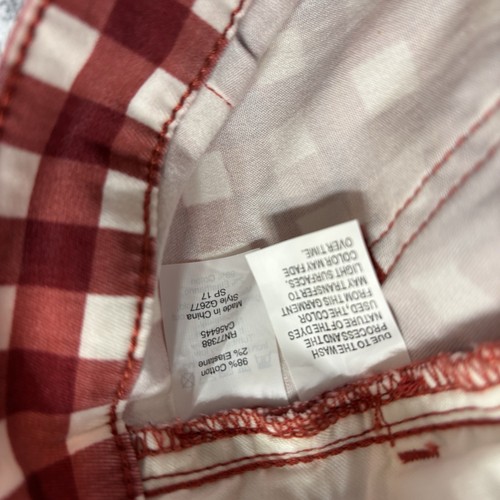 98% Cotton
2% Elastane
RN77388
CA56445
Made in China
Style G2677
SP 17
DUE TO THE WASH
PROCESS AND THE
NATURE OF THE DYES
USED, THE COLOR
FROM THIS GARMENT
MAY TRANSFER TO
LIGHT SURFACES.
COLOR MAY FADE
OVER TIME.